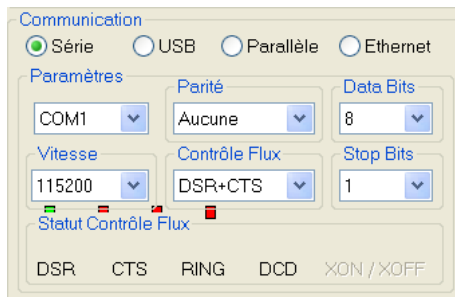 Communication
Série USB Parallèle Ethernet
Paramètres Parité Data Bits
COM1 Aucune 8
Vitesse Contrôle Flux Stop Bits
115200 DSR+CTS 1
Statut Contrôle Flux
DSR CTS RING DCD XON / XOFF